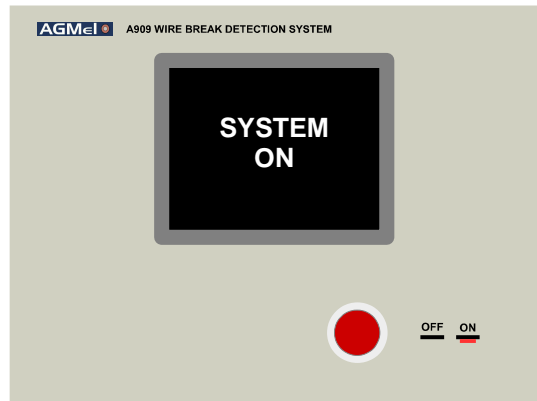 AGMEl
A909 WIRE BREAK DETECTION SYSTEM
SYSTEM
ON
OFF ON